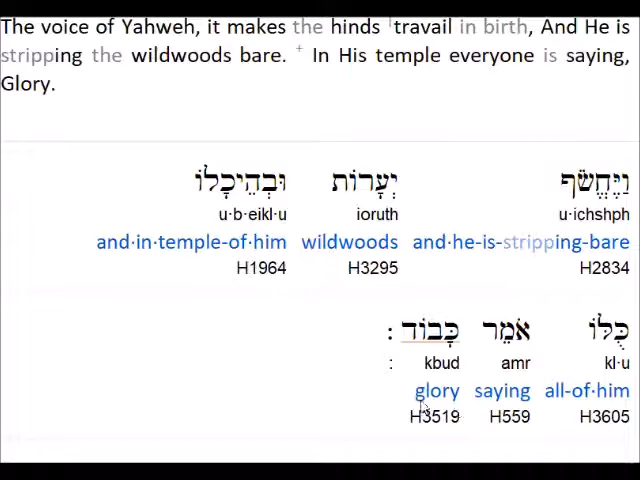 The voice of Yahweh, it makes the hinds ˡtravail in birth, And He is
stripping the wildwoods bare. ⁺ In His temple everyone is saying,
Glory.
וַיֶּחֱשֹׂף יְעָרוֹת וּבְהֵיכָלוֹ
u·ichshph ioruth u·b·eikl·u
and·he-is-stripping-bare wildwoods and·in·temple-of·him
H2834 H3295 H1964
כֻּלּוֹ אֹמֵר כָּבוֹד :
kl·u amr kbud :
all-of·him saying glory
H3605 H559 H3519